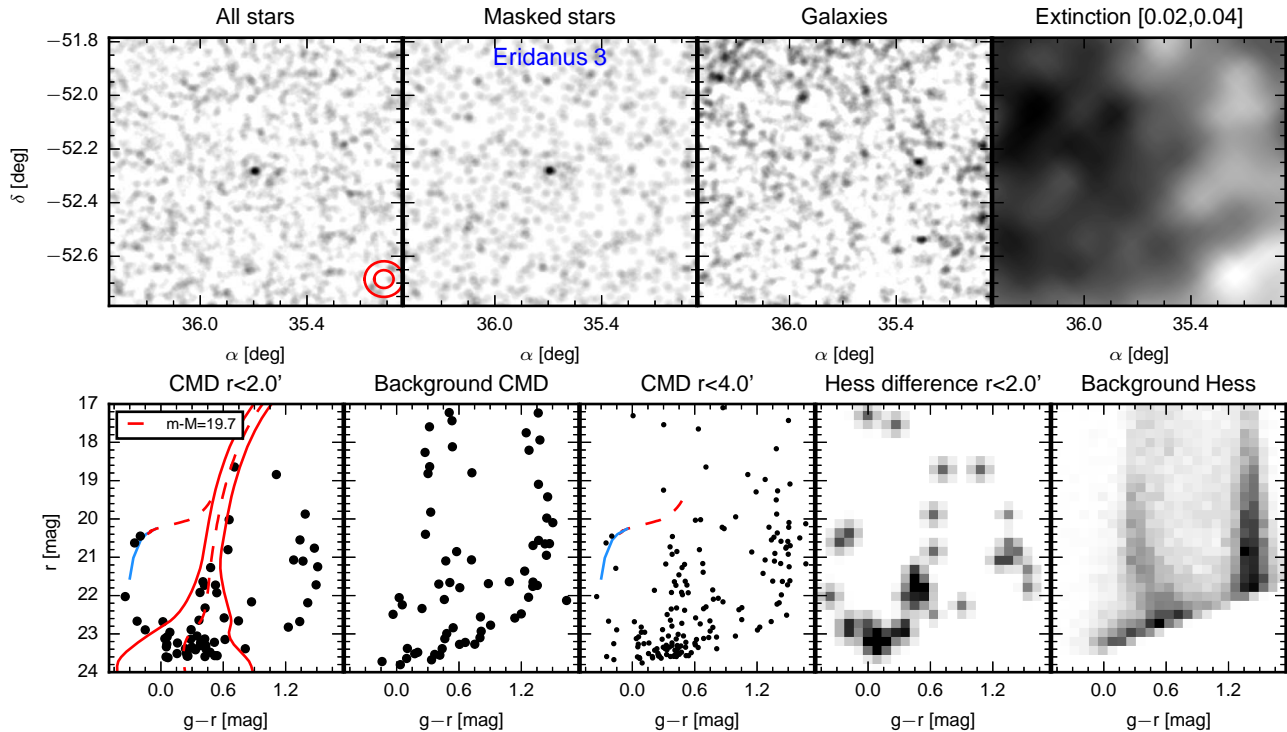 All stars Masked stars Galaxies Extinction [0.02,0.04]
Eridanus 3
−51.8
−52.0
−52.2
−52.4
−52.6
δ [deg]
36.0 35.4 36.0 35.4 36.0 35.4 36.0 35.4
α [deg] α [deg] α [deg] α [deg]
CMD r<2.0' Background CMD CMD r<4.0' Hess difference r<2.0' Background Hess
m-M=19.7
17
18
19
20
21
22
23
24
r [mag]
0.0 0.6 1.2 0.0 0.6 1.2 0.0 0.6 1.2 0.0 0.6 1.2 0.0 0.6 1.2
g−r [mag] g−r [mag] g−r [mag] g−r [mag] g−r [mag]